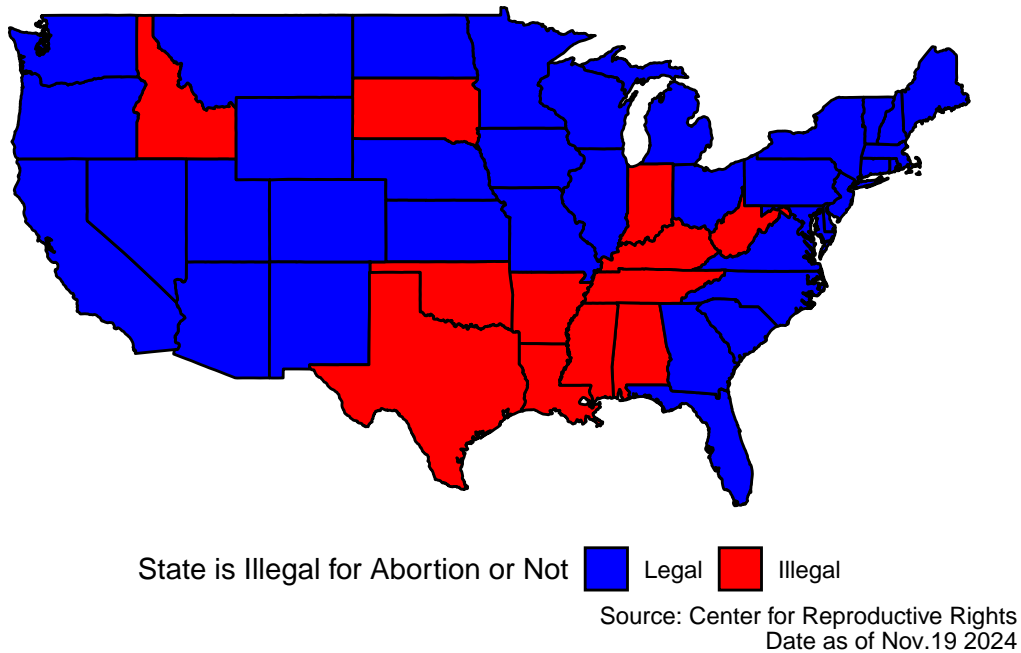 State is Illegal for Abortion or Not Legal Illegal
Source: Center for Reproductive Rights
Date as of Nov.19 2024